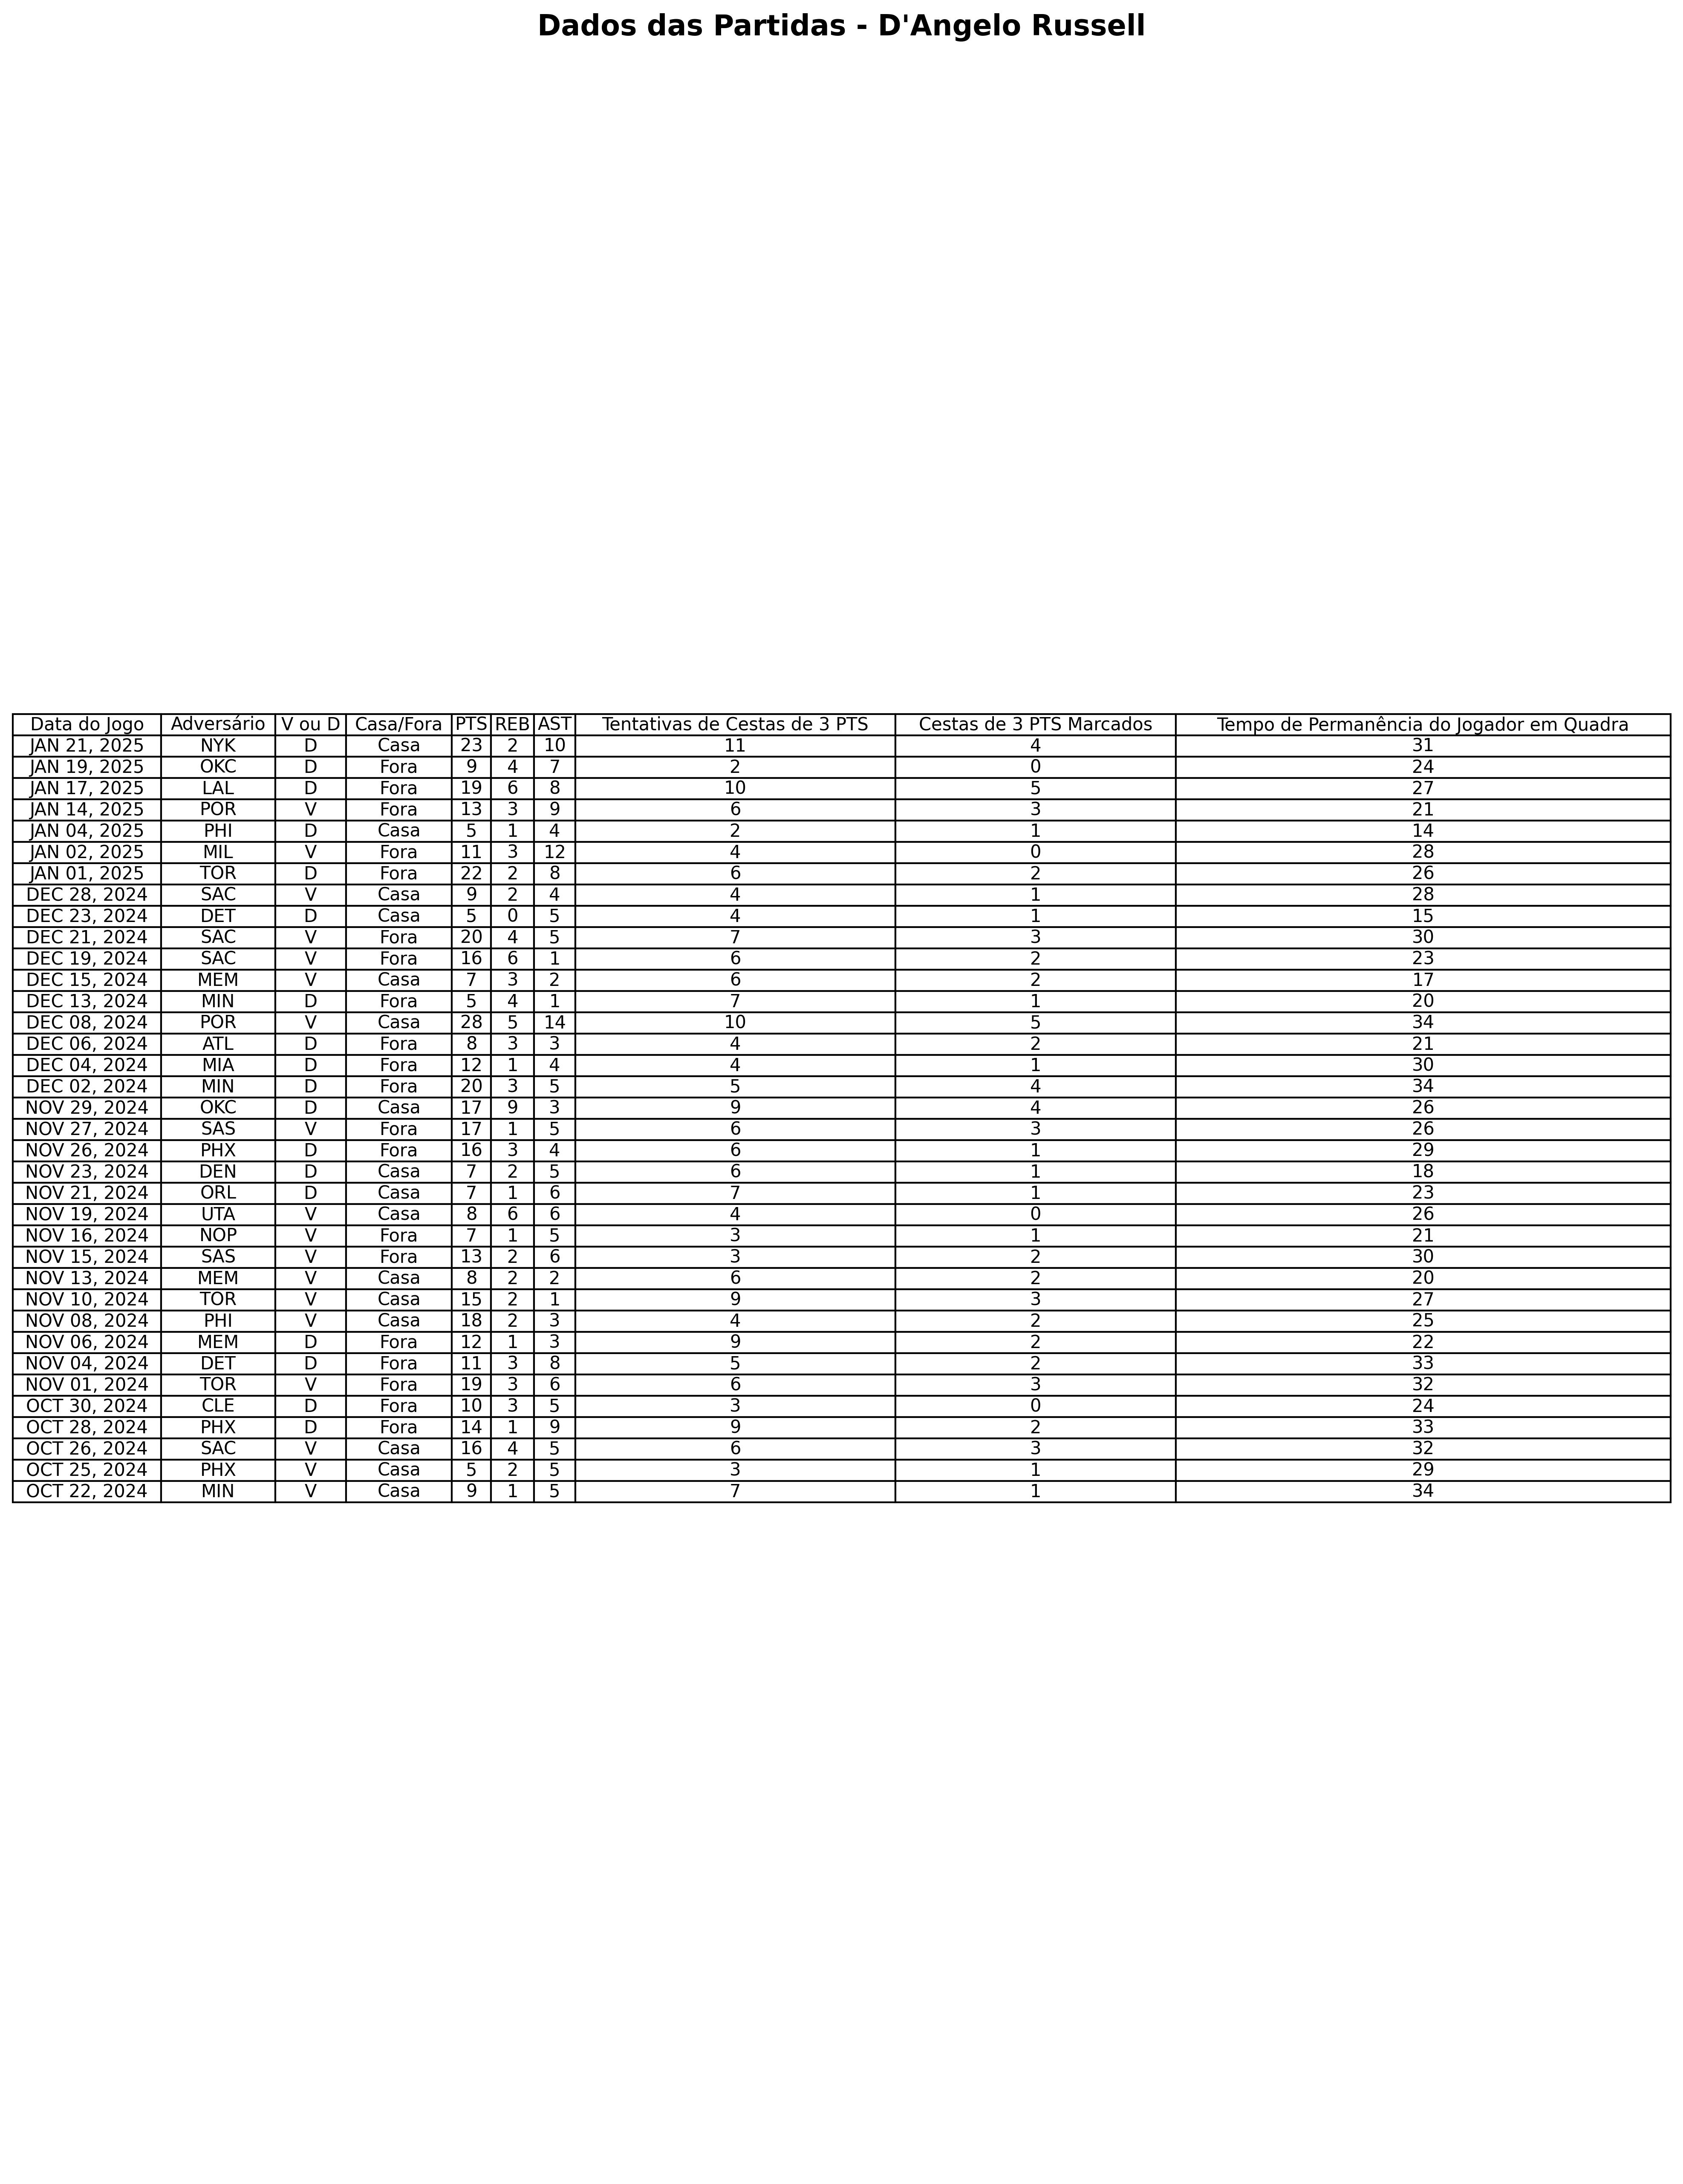 Dados das Partidas - D'Angelo Russell
Data do Jogo Adversário V ou D Casa/Fora PTS REB AST Tentativas de Cestas de 3 PTS Cestas de 3 PTS Marcados Tempo de Permanência do Jogador em Quadra
JAN 21, 2025 NYK D Casa 23 2 10 11 4 31
JAN 19, 2025 OKC D Fora 9 4 7 2 0 24
JAN 17, 2025 LAL D Fora 19 6 8 10 5 27
JAN 14, 2025 POR V Fora 13 3 9 6 3 21
JAN 04, 2025 PHI D Casa 5 1 4 2 1 14
JAN 02, 2025 MIL V Fora 11 3 12 4 0 28
JAN 01, 2025 TOR D Fora 22 2 8 6 2 26
DEC 28, 2024 SAC V Casa 9 2 4 4 1 28
DEC 23, 2024 DET D Casa 5 0 5 4 1 15
DEC 21, 2024 SAC V Fora 20 4 5 7 3 30
DEC 19, 2024 SAC V Fora 16 6 1 6 2 23
DEC 15, 2024 MEM V Casa 7 3 2 6 2 17
DEC 13, 2024 MIN D Fora 5 4 1 7 1 20
DEC 08, 2024 POR V Casa 28 5 14 10 5 34
DEC 06, 2024 ATL D Fora 8 3 3 4 2 21
DEC 04, 2024 MIA D Fora 12 1 4 4 1 30
DEC 02, 2024 MIN D Fora 20 3 5 5 4 34
NOV 29, 2024 OKC D Casa 17 9 3 9 4 26
NOV 27, 2024 SAS V Fora 17 1 5 6 3 26
NOV 26, 2024 PHX D Fora 16 3 4 6 1 29
NOV 23, 2024 DEN D Casa 7 2 5 6 1 18
NOV 21, 2024 ORL D Casa 7 1 6 7 1 23
NOV 19, 2024 UTA V Casa 8 6 6 4 0 26
NOV 16, 2024 NOP V Fora 7 1 5 3 1 21
NOV 15, 2024 SAS V Fora 13 2 6 3 2 30
NOV 13, 2024 MEM V Casa 8 2 2 6 2 20
NOV 10, 2024 TOR V Casa 15 2 1 9 3 27
NOV 08, 2024 PHI V Casa 18 2 3 4 2 25
NOV 06, 2024 MEM D Fora 12 1 3 9 2 22
NOV 04, 2024 DET D Fora 11 3 8 5 2 33
NOV 01, 2024 TOR V Fora 19 3 6 6 3 32
OCT 30, 2024 CLE D Fora 10 3 5 3 0 24
OCT 28, 2024 PHX D Fora 14 1 9 9 2 33
OCT 26, 2024 SAC V Casa 16 4 5 6 3 32
OCT 25, 2024 PHX V Casa 5 2 5 3 1 29
OCT 22, 2024 MIN V Casa 9 1 5 7 1 34